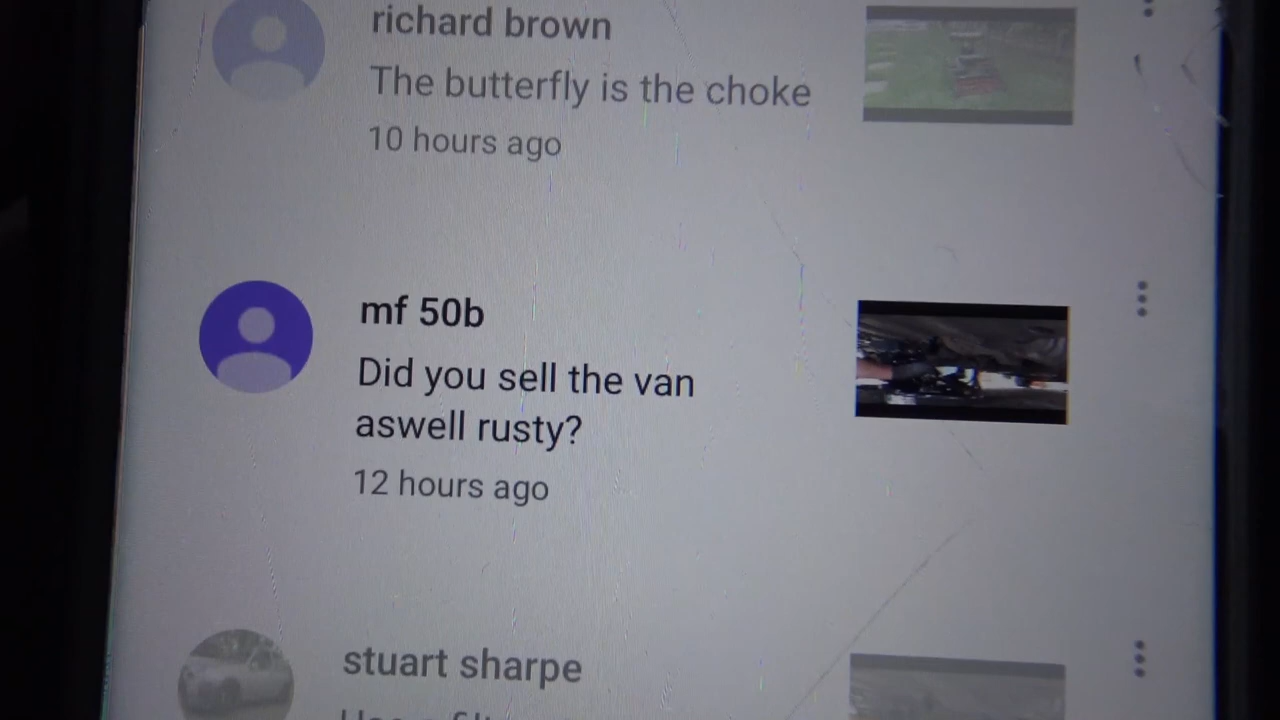 richard brown
The butterfly is the choke
10 hours ago
mf 50b
Did you sell the van
aswell rusty?
12 hours ago
stuart sharpe